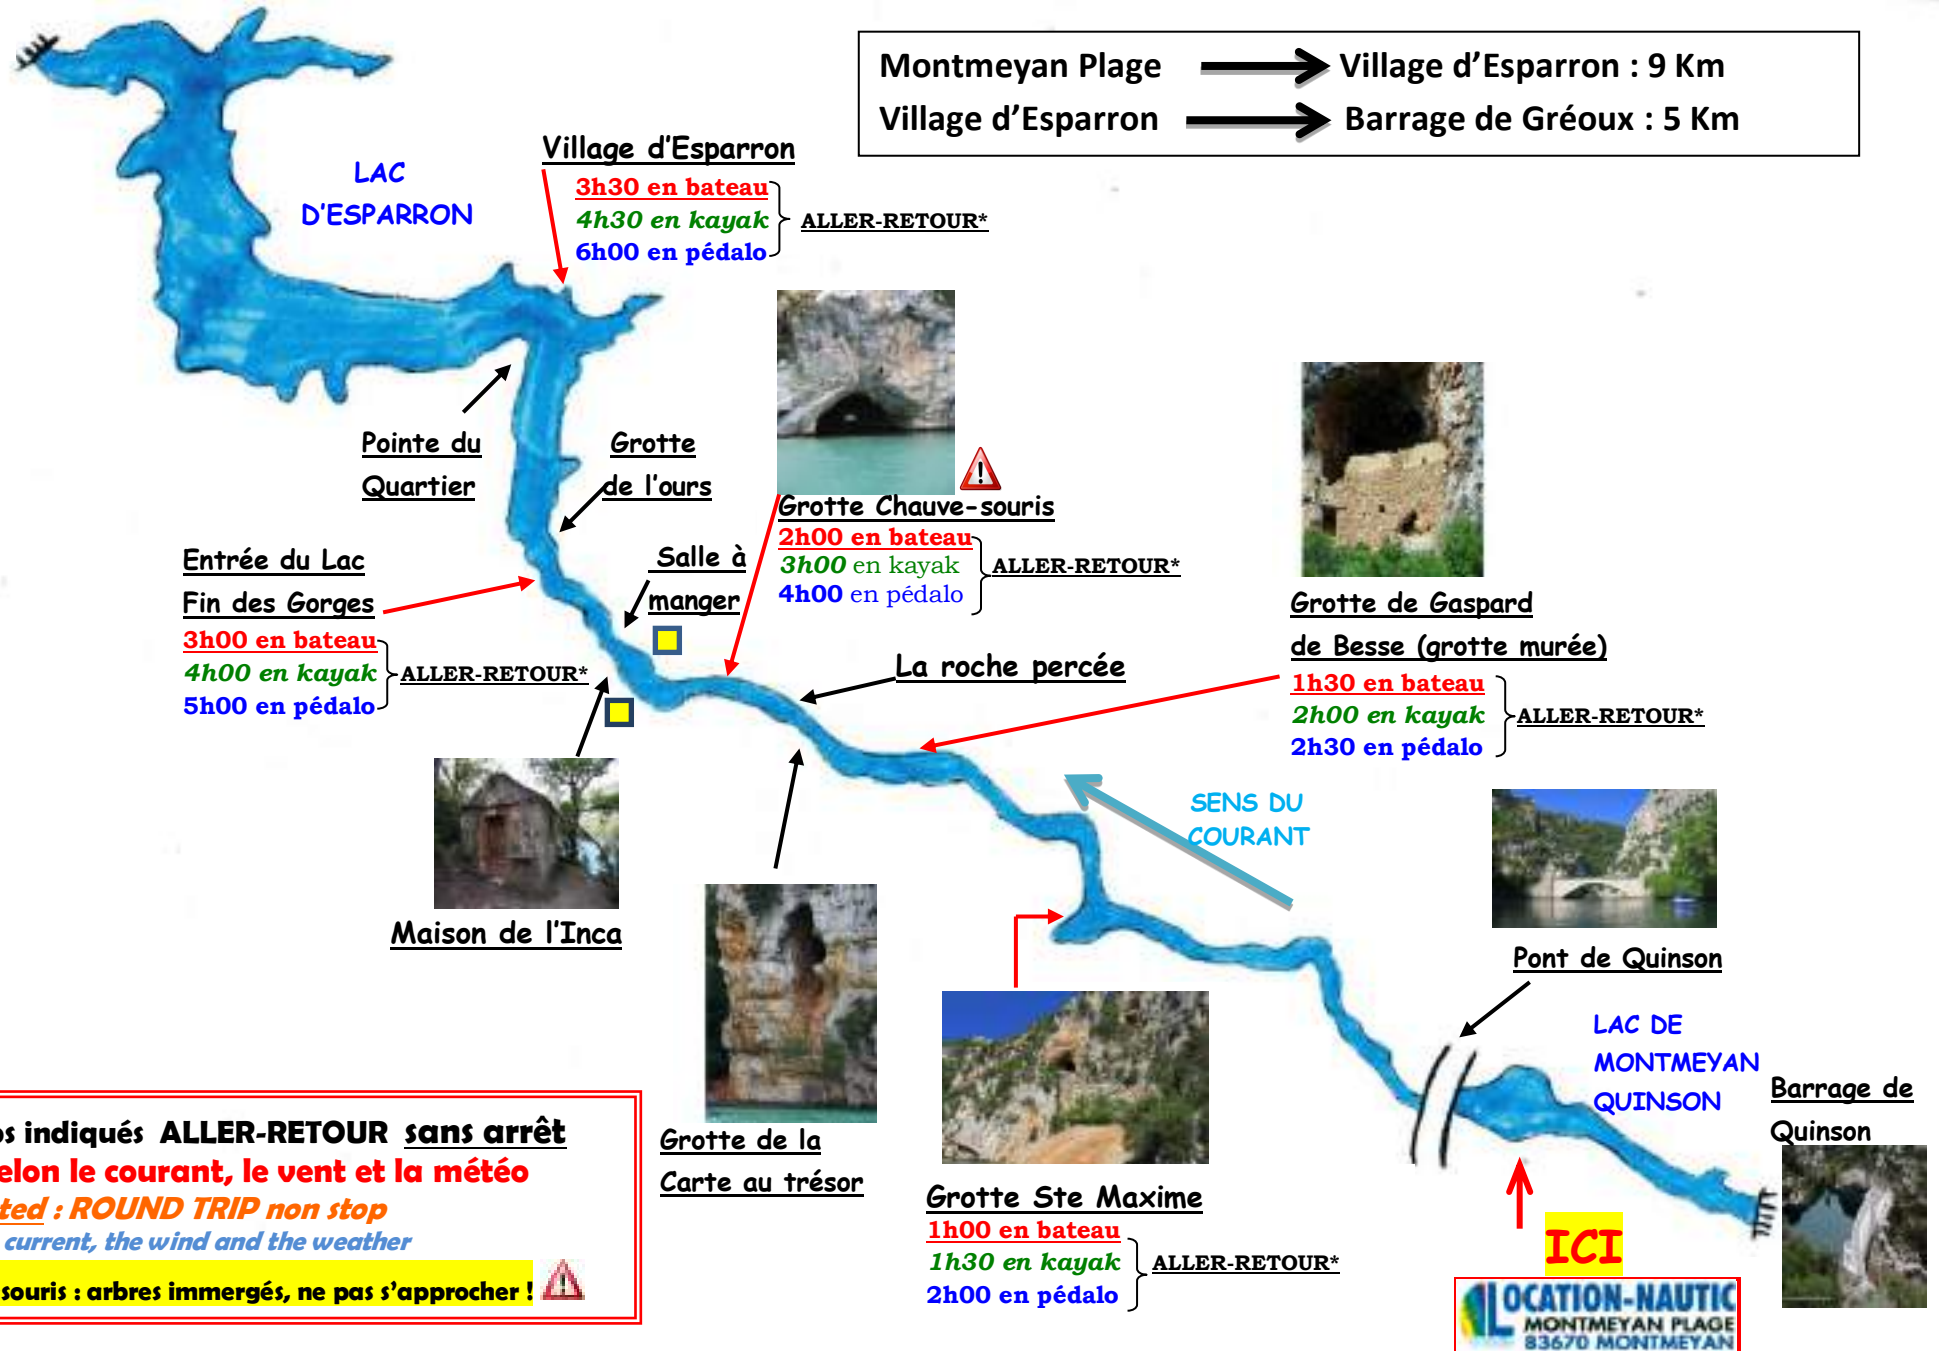 Montmeyan Plage Village d'Esparron : 9 Km
Village d'Esparron Barrage de Gréoux : 5 Km
LAC
D'ESPARRON
Village d'Esparron
3h30 en bateau
4h30 en kayak
6h00 en pédalo
ALLER-RETOUR*
Pointe du
Quartier
Grotte
de l'ours
Grotte Chauve-souris
2h00 en bateau
3h00 en kayak
4h00 en pédalo
ALLER-RETOUR*
Entrée du Lac
Fin des Gorges
3h00 en bateau
4h00 en kayak
5h00 en pédalo
ALLER-RETOUR*
Salle à
manger
La roche percée
Grotte de Gaspard
de Besse (grotte murée)
1h30 en bateau
2h00 en kayak
2h30 en pédalo
ALLER-RETOUR*
SENS DU
COURANT
Maison de l'Inca
Pont de Quinson
LAC DE
MONTMEYAN
QUINSON
Barrage de
Quinson
Grotte de la
Carte au trésor
Grotte Ste Maxime
1h00 en bateau
1h30 en kayak
2h00 en pédalo
ALLER-RETOUR*
indiqués ALLER-RETOUR sans arrêt
elon le courant, le vent et la météo
ted : ROUND TRIP non stop
current, the wind and the weather
souris : arbres immergés, ne pas s'approcher !
ICI
LOCATION-NAUTIC
MONTMEYAN PLAGE
83670 MONTMEYAN